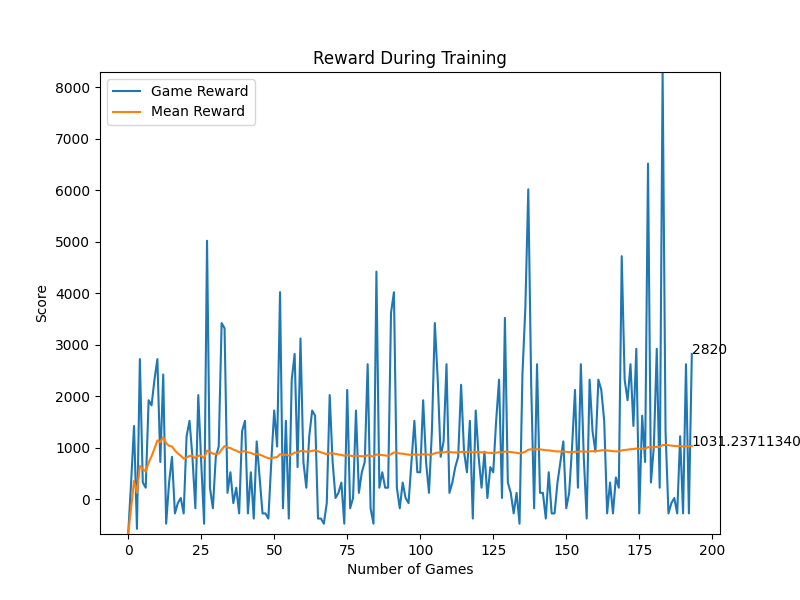 Reward During Training
Game Reward
Mean Reward
8000
7000
6000
5000
4000
3000
2000
1000
0
Score
2820
1031.23711340
0 25 50 75 100 125 150 175 200
Number of Games